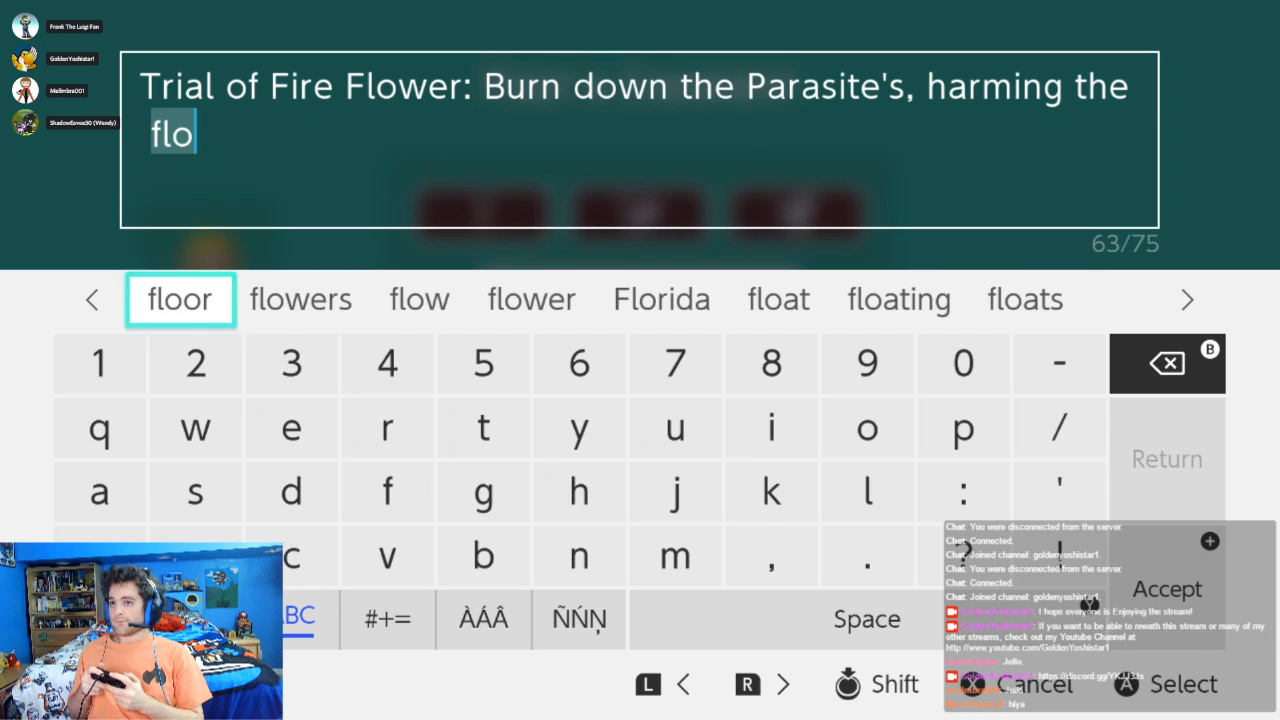 Frank The Luigi Fan
GoldenYoshistar1
Mellmbra001
ShadowEevee30 (Wendy)
Trial of Fire Flower: Burn down the Parasite's, harming the
flo
63/75
floor flowers flow flower Florida float floating floats
1 2 3 4 5 6 7 8 9 0 - B
q w e r t y u i o p /
Return
a s d f g h j k l : '
c v b n m , . ? !
Accept
ABC #+= ÀÁÂ ÑŃŅ Space
L R Shift X Cancel A Select
Chat: You were disconnected from the server.
Chat: Connected.
Chat: Joined channel: goldenyoshistar1.
Chat: You were disconnected from the server.
Chat: Connected.
Chat: Joined channel: goldenyoshistar1.
I hope everyone is Enjoying the stream!
If you want to be able to rewath this stream or many of my
other streams, check out my Youtube Channel at
http://www.youtube.com/GoldenYoshistar1
Jello
hiya